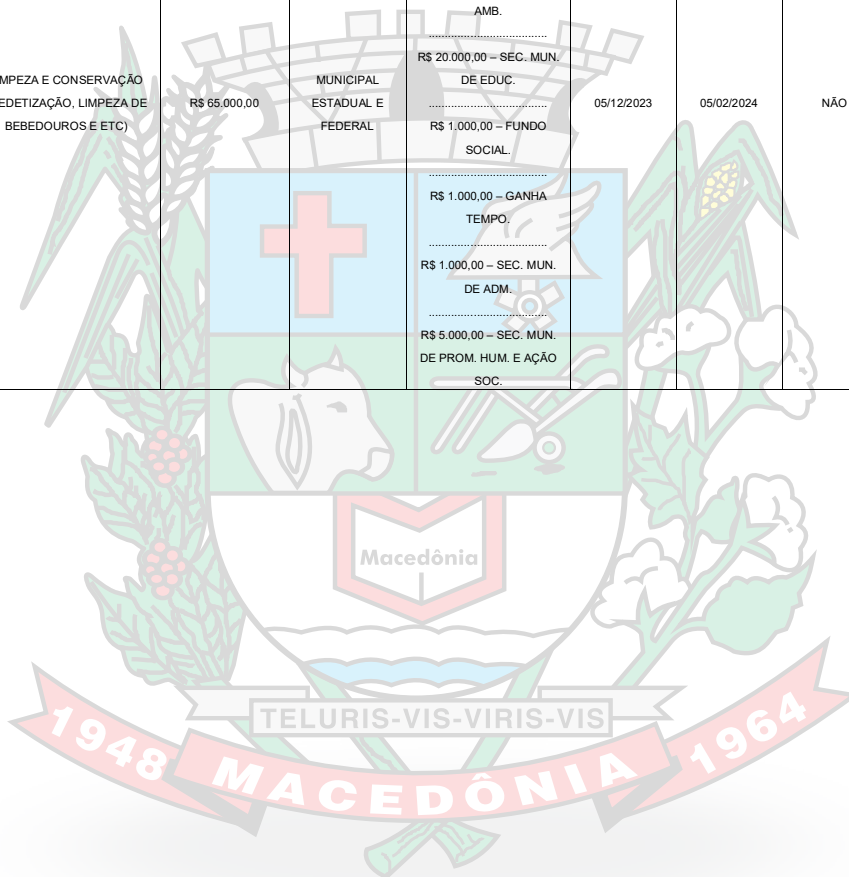 AMB.
.....................................
R$ 20.000,00 – SEC. MUN.
DE EDUC.
.....................................
R$ 1.000,00 – FUNDO
SOCIAL.
.....................................
R$ 1.000,00 – GANHA
TEMPO.
.....................................
R$ 1.000,00 – SEC. MUN.
DE ADM.
.....................................
R$ 5.000,00 – SEC. MUN.
DE PROM. HUM. E AÇÃO
SOC.
MPEZA E CONSERVAÇÃO
EDETIZAÇÃO, LIMPEZA DE
BEBEDOUROS E ETC)
R$ 65.000,00
MUNICIPAL
ESTADUAL E
FEDERAL
05/12/2023
05/02/2024
NÃO
Macedônia
TELURIS-VIS-VIRIS-VIS
1948 MACEDÔNIA 1964